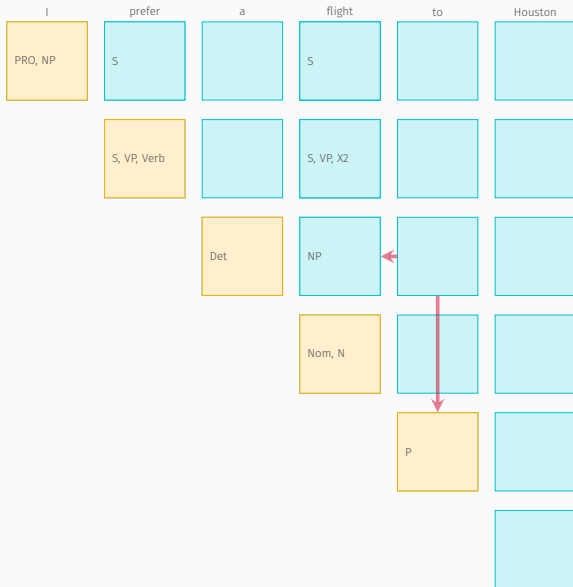 I prefer a flight to Houston
PRO, NP S S
S, VP, Verb S, VP, X2
Det NP
Nom, N
P